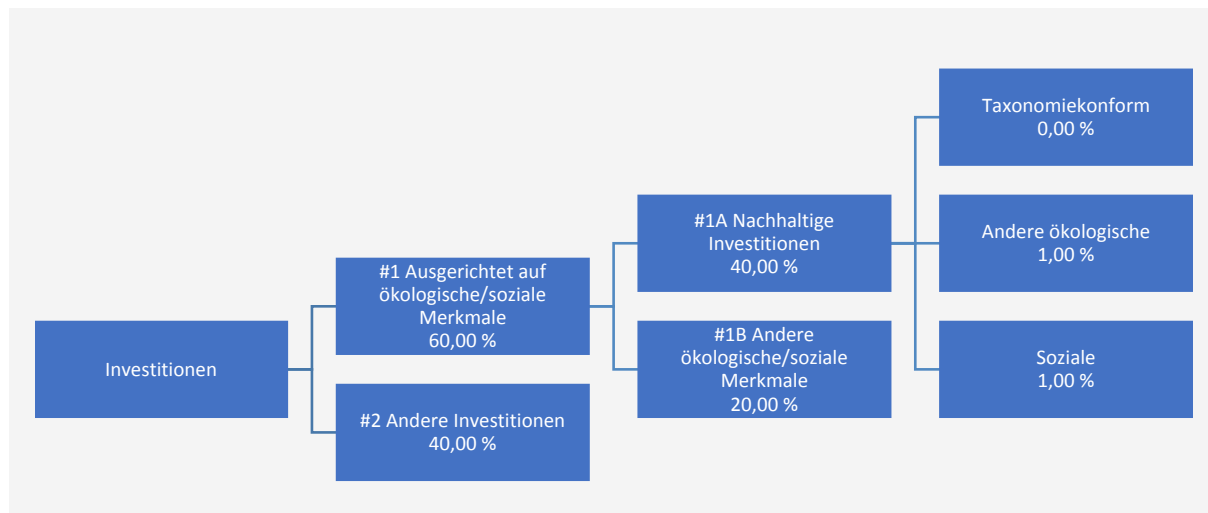 Investitionen
#1 Ausgerichtet auf
ökologische/soziale
Merkmale
60,00 %
#2 Andere Investitionen
40,00 %
#1A Nachhaltige
Investitionen
40,00 %
#1B Andere
ökologische/soziale
Merkmale
20,00 %
Taxonomiekonform
0,00 %
Andere ökologische
1,00 %
Soziale
1,00 %